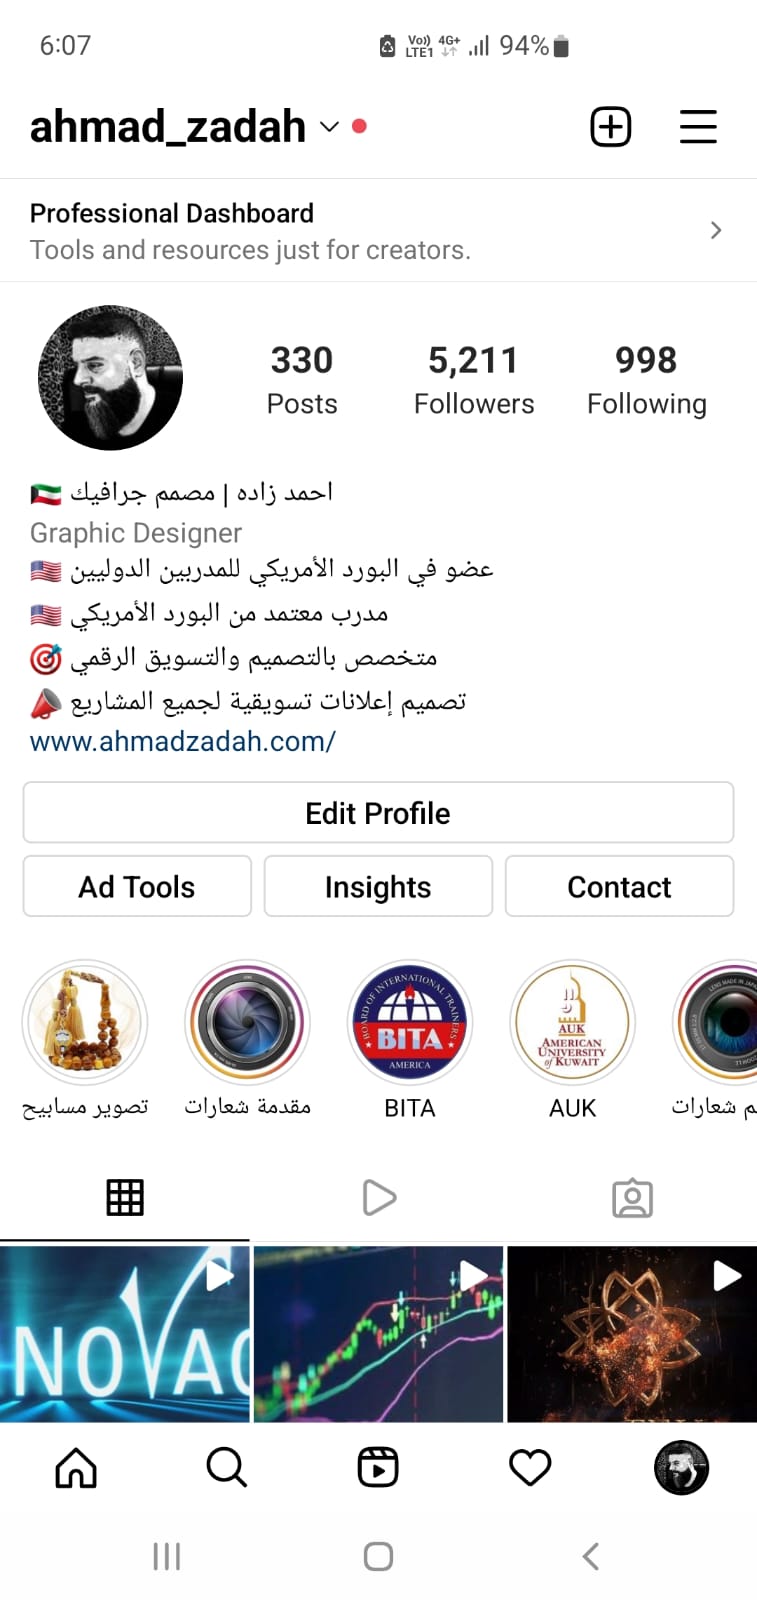 6:07
Vo)) LTE1 4G+ 94%
ahmad_zadah
Professional Dashboard
Tools and resources just for creators.
330 5,211 998
Posts Followers Following
احمد زاده | مصمم جرافيك 🇰🇼
Graphic Designer
عضو في البورد الأمريكي للمدربين الدوليين 🇺🇸
مدرب معتمد من البورد الأمريكي 🇺🇸
متخصص بالتصميم والتسويق الرقمي 🎯
تصميم إعلانات تسويقية لجميع المشاريع 📣
www.ahmadzadah.com/
Edit Profile
Ad Tools Insights Contact
BOARD OF INTERNATIONAL TRAINERS
BITA
AMERICA
AUK
AMERICAN
UNIVERSITY
of KUWAIT
تصوير مسابيح
مقدمة شعارات
BITA
AUK
م شعارات
NOVAC